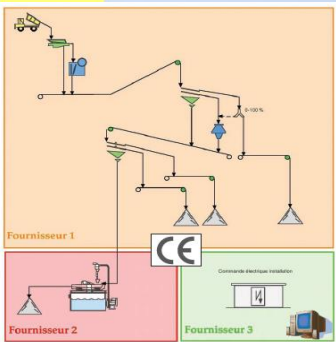 0-100 %
Fournisseur 1
CE
Commande électrique installation
Fournisseur 2
Fournisseur 3